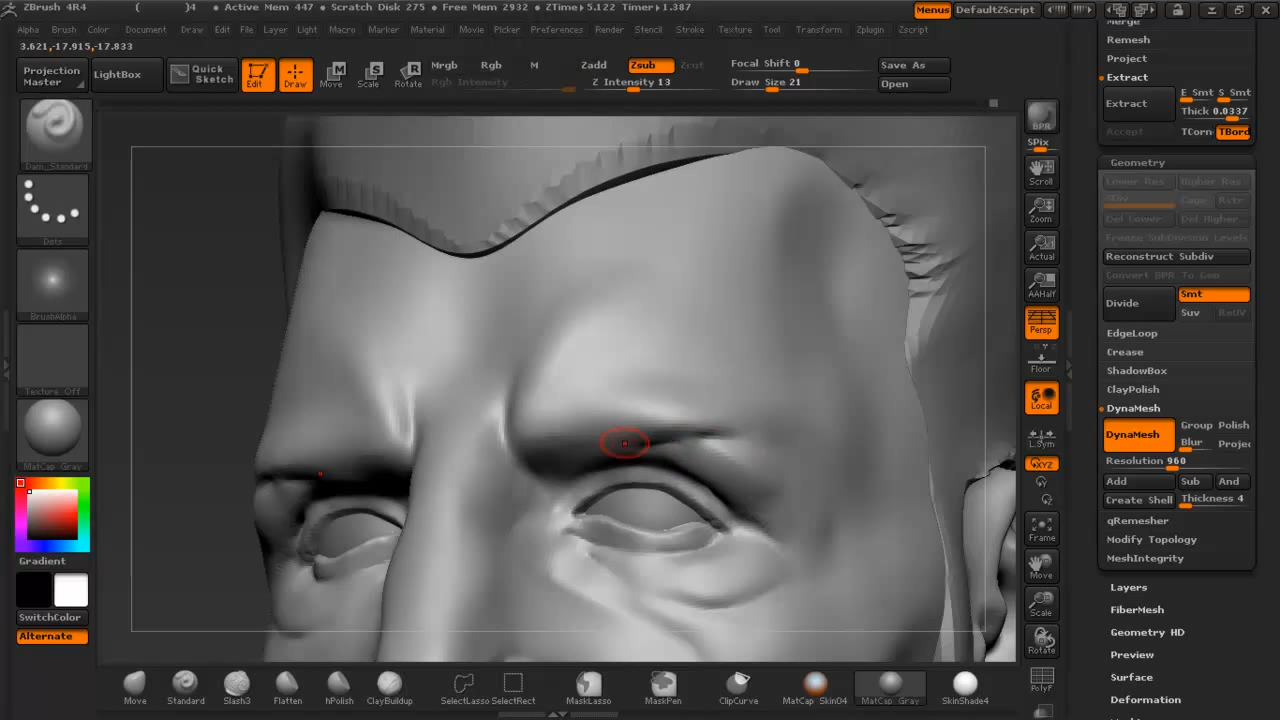 ZBrush 4R4 ( )4 • Active Mem 447 • Scratch Disk 275 • Free Mem 2932 • ZTime▸5.122 Timer▸1.387 Menus DefaultZScript
Alpha Brush Color Document Draw Edit File Layer Light Macro Marker Material Movie Picker Preferences Render Stencil Stroke Texture Tool Transform Zplugin Zscript
3.621,-17.915,-17.833
Projection Master
LightBox
Quick Sketch
Edit
Draw
Move
Scale
Rotate
Mrgb Rgb M
Rgb Intensity
Zadd Zsub Zcut
Z Intensity 13
Focal Shift 0
Draw Size 21
Save As
Open
Dam_Standard
Dots
BrushAlpha
Texture Off
MatCap Gray
Gradient
SwitchColor
Alternate
BPR
SPix
Scroll
Zoom
Actual
AAHalf
Persp
Floor
Local
L.Sym
XYZ
Frame
Move
Scale
Rotate
PolyF
Merge
Remesh
Project
Extract
Extract E Smt S Smt
Thick 0.0337
Accept TCorn TBord
Geometry
Lower Res Higher Res
SDiv Cage Rstr
Del Lower Del Higher
Freeze SubDivision Levels
Reconstruct Subdiv
Convert BPR To Geo
Divide Smt
Suv ReUV
EdgeLoop
Crease
ShadowBox
ClayPolish
DynaMesh
DynaMesh Group Polish
Blur Projec
Resolution 960
Add Sub And
Create Shell Thickness 4
qRemesher
Modify Topology
MeshIntegrity
Layers
FiberMesh
Geometry HD
Preview
Surface
Deformation
Move Standard Slash3 Flatten hPolish ClayBuildup SelectLasso SelectRect MaskLasso MaskPen ClipCurve MatCap_Skin04 MatCap_Gray SkinShade4